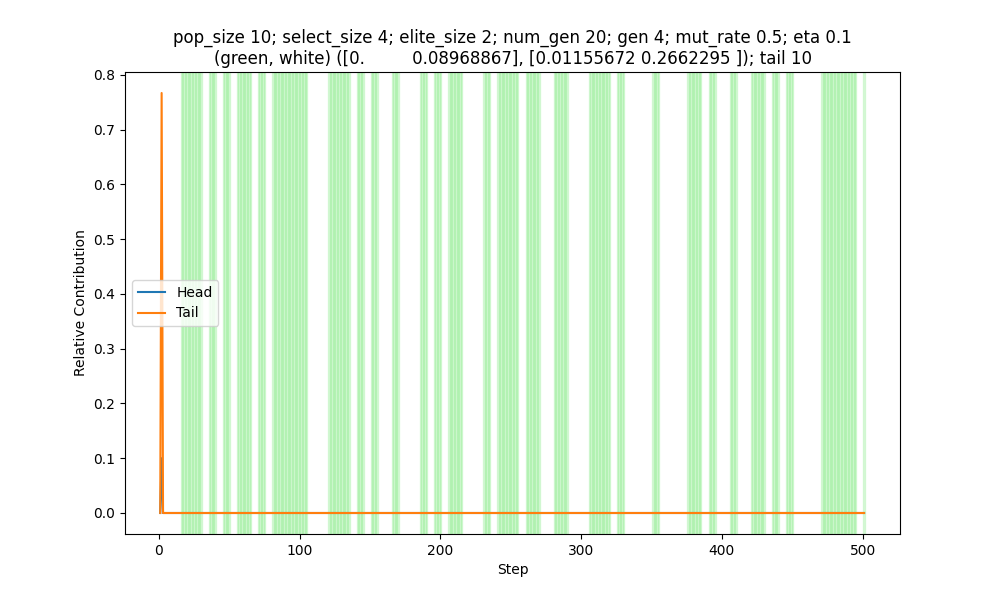 pop_size 10; select_size 4; elite_size 2; num_gen 20; gen 4; mut_rate 0.5; eta 0.1
(green, white) ([0.         0.08968867], [0.01155672 0.2662295 ]); tail 10
0.8
0.7
0.6
0.5
0.4
0.3
0.2
0.1
0.0
Relative Contribution
Head
Tail
0
100
200
300
400
500
Step